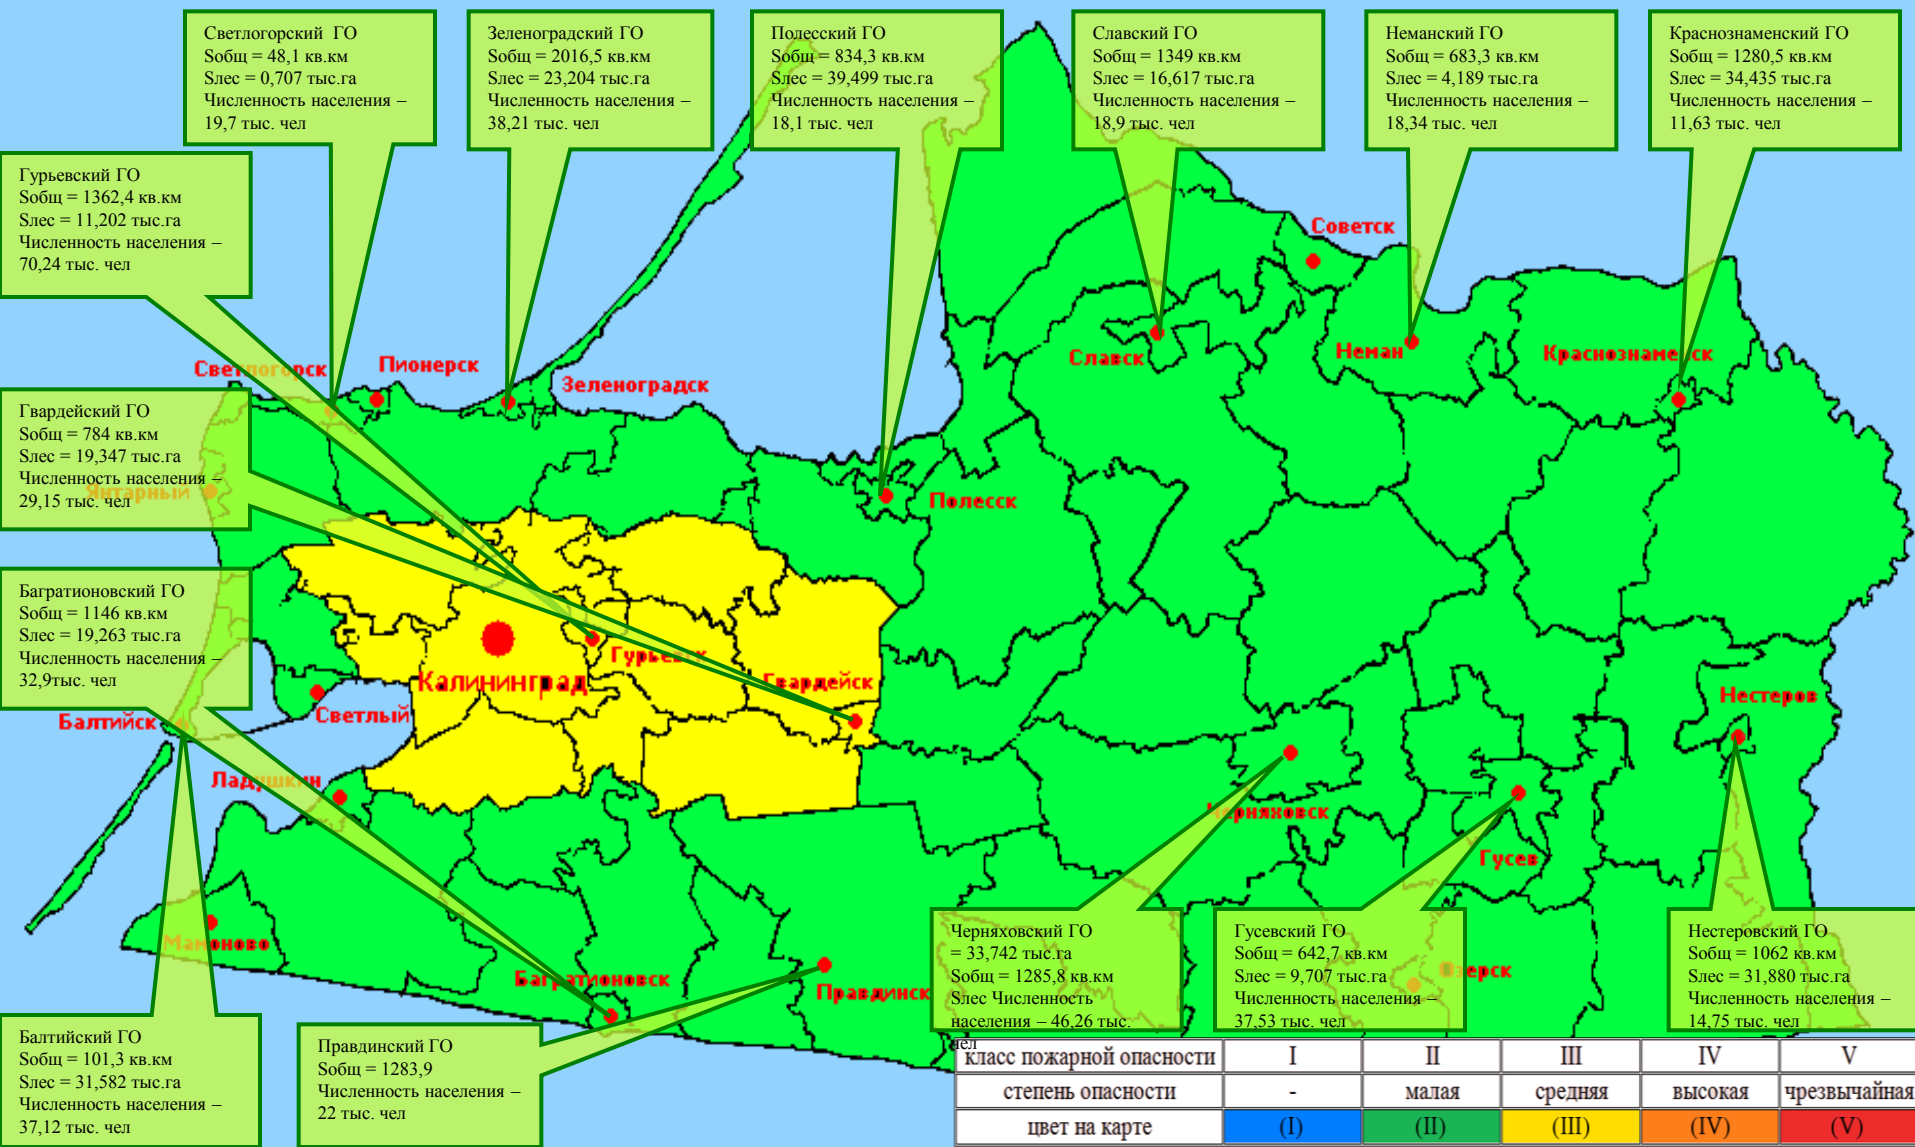 Светлогорский ГО
Sобщ = 48,1 кв.км
Sлес = 0,707 тыс.га
Численность населения –
19,7 тыс. чел
Зеленоградский ГО
Sобщ = 2016,5 кв.км
Sлес = 23,204 тыс.га
Численность населения –
38,21 тыс. чел
Полесский ГО
Sобщ = 834,3 кв.км
Sлес = 39,499 тыс.га
Численность населения –
18,1 тыс. чел
Славский ГО
Sобщ = 1349 кв.км
Sлес = 16,617 тыс.га
Численность населения –
18,9 тыс. чел
Неманский ГО
Sобщ = 683,3 кв.км
Sлес = 4,189 тыс.га
Численность населения –
18,34 тыс. чел
Краснознаменский ГО
Sобщ = 1280,5 кв.км
Sлес = 34,435 тыс.га
Численность населения –
11,63 тыс. чел
Гурьевский ГО
Sобщ = 1362,4 кв.км
Sлес = 11,202 тыс.га
Численность населения –
70,24 тыс. чел
Советск
Славск
Неман
Краснознаменск
Светлогорск
Пионерск
Зеленоградск
Гвардейский ГО
Sобщ = 784 кв.км
Sлес = 19,347 тыс.га
Численность населения –
29,15 тыс. чел
Янтарный
Полесск
Багратионовский ГО
Sобщ = 1146 кв.км
Sлес = 19,263 тыс.га
Численность населения –
32,9тыс. чел
Гурьевск
Калининград
Гвардейск
Нестеров
Балтийск
Светлый
Ладушкин
Черняховск
Гусев
Мамоново
Багратионовск
Правдинск
Озерск
Черняховский ГО
= 33,742 тыс.га
Sобщ = 1285,8 кв.км
Sлес Численность
населения – 46,26 тыс.
чел
Гусевский ГО
Sобщ = 642,7 кв.км
Sлес = 9,707 тыс.га
Численность населения –
37,53 тыс. чел
Нестеровский ГО
Sобщ = 1062 кв.км
Sлес = 31,880 тыс.га
Численность населения –
14,75 тыс. чел
Балтийский ГО
Sобщ = 101,3 кв.км
Sлес = 31,582 тыс.га
Численность населения –
37,12 тыс. чел
Правдинский ГО
Sобщ = 1283,9
Численность населения –
22 тыс. чел
класс пожарной опасности I II III IV V
степень опасности - малая средняя высокая чрезвычайная
цвет на карте (I) (II) (III) (IV) (V)